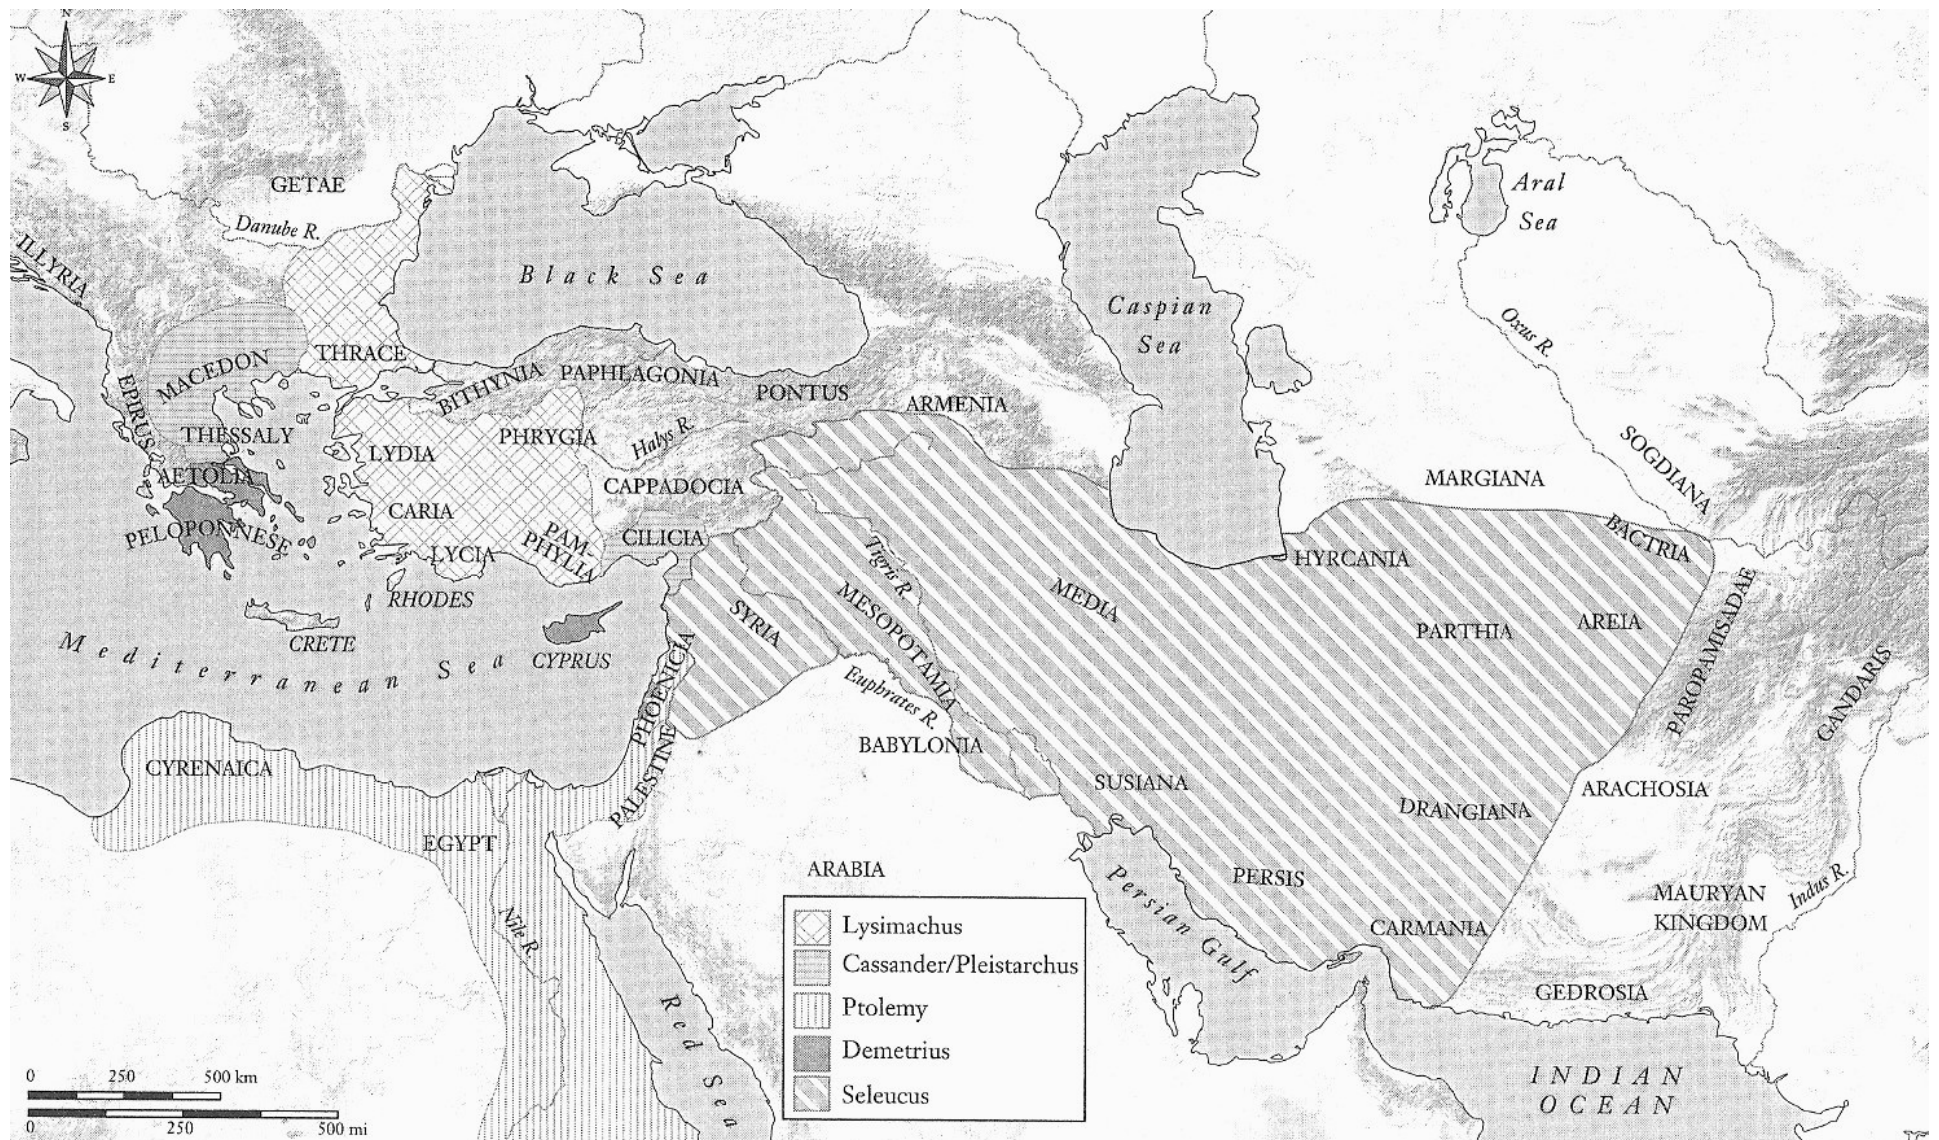 N
W
E
S
GETAE
Danube R.
ILLYRIA
Black Sea
Caspian
Sea
Aral
Sea
Oxus R.
MACEDON
THRACE
EPIRUS
BITHYNIA
PAPHLAGONIA
PONTUS
ARMENIA
THESSALY
LYDIA
PHRYGIA
Halys R.
SOGDIANA
AETOLIA
CAPPADOCIA
MARGIANA
CARIA
PELOPONNESE
PAM-
PHYLIA
CILICIA
BACTRIA
LYCIA
Tigris R.
HYRCANIA
RHODES
MESOPOTAMIA
MEDIA
PAROPAMISADAE
SYRIA
PARTHIA
AREIA
CRETE
CYPRUS
Mediterranean Sea
PHOENICIA
GANDARIS
Euphrates R.
BABYLONIA
CYRENAICA
PALESTINE
SUSIANA
ARACHOSIA
DRANGIANA
EGYPT
ARABIA
PERSIS
Persian Gulf
MAURYAN
KINGDOM
Indus R.
Nile R.
CARMANIA
GEDROSIA
Red Sea
INDIAN
OCEAN
Lysimachus
Cassander/Pleistarchus
Ptolemy
Demetrius
Seleucus
0 250 500 km
0 250 500 mi